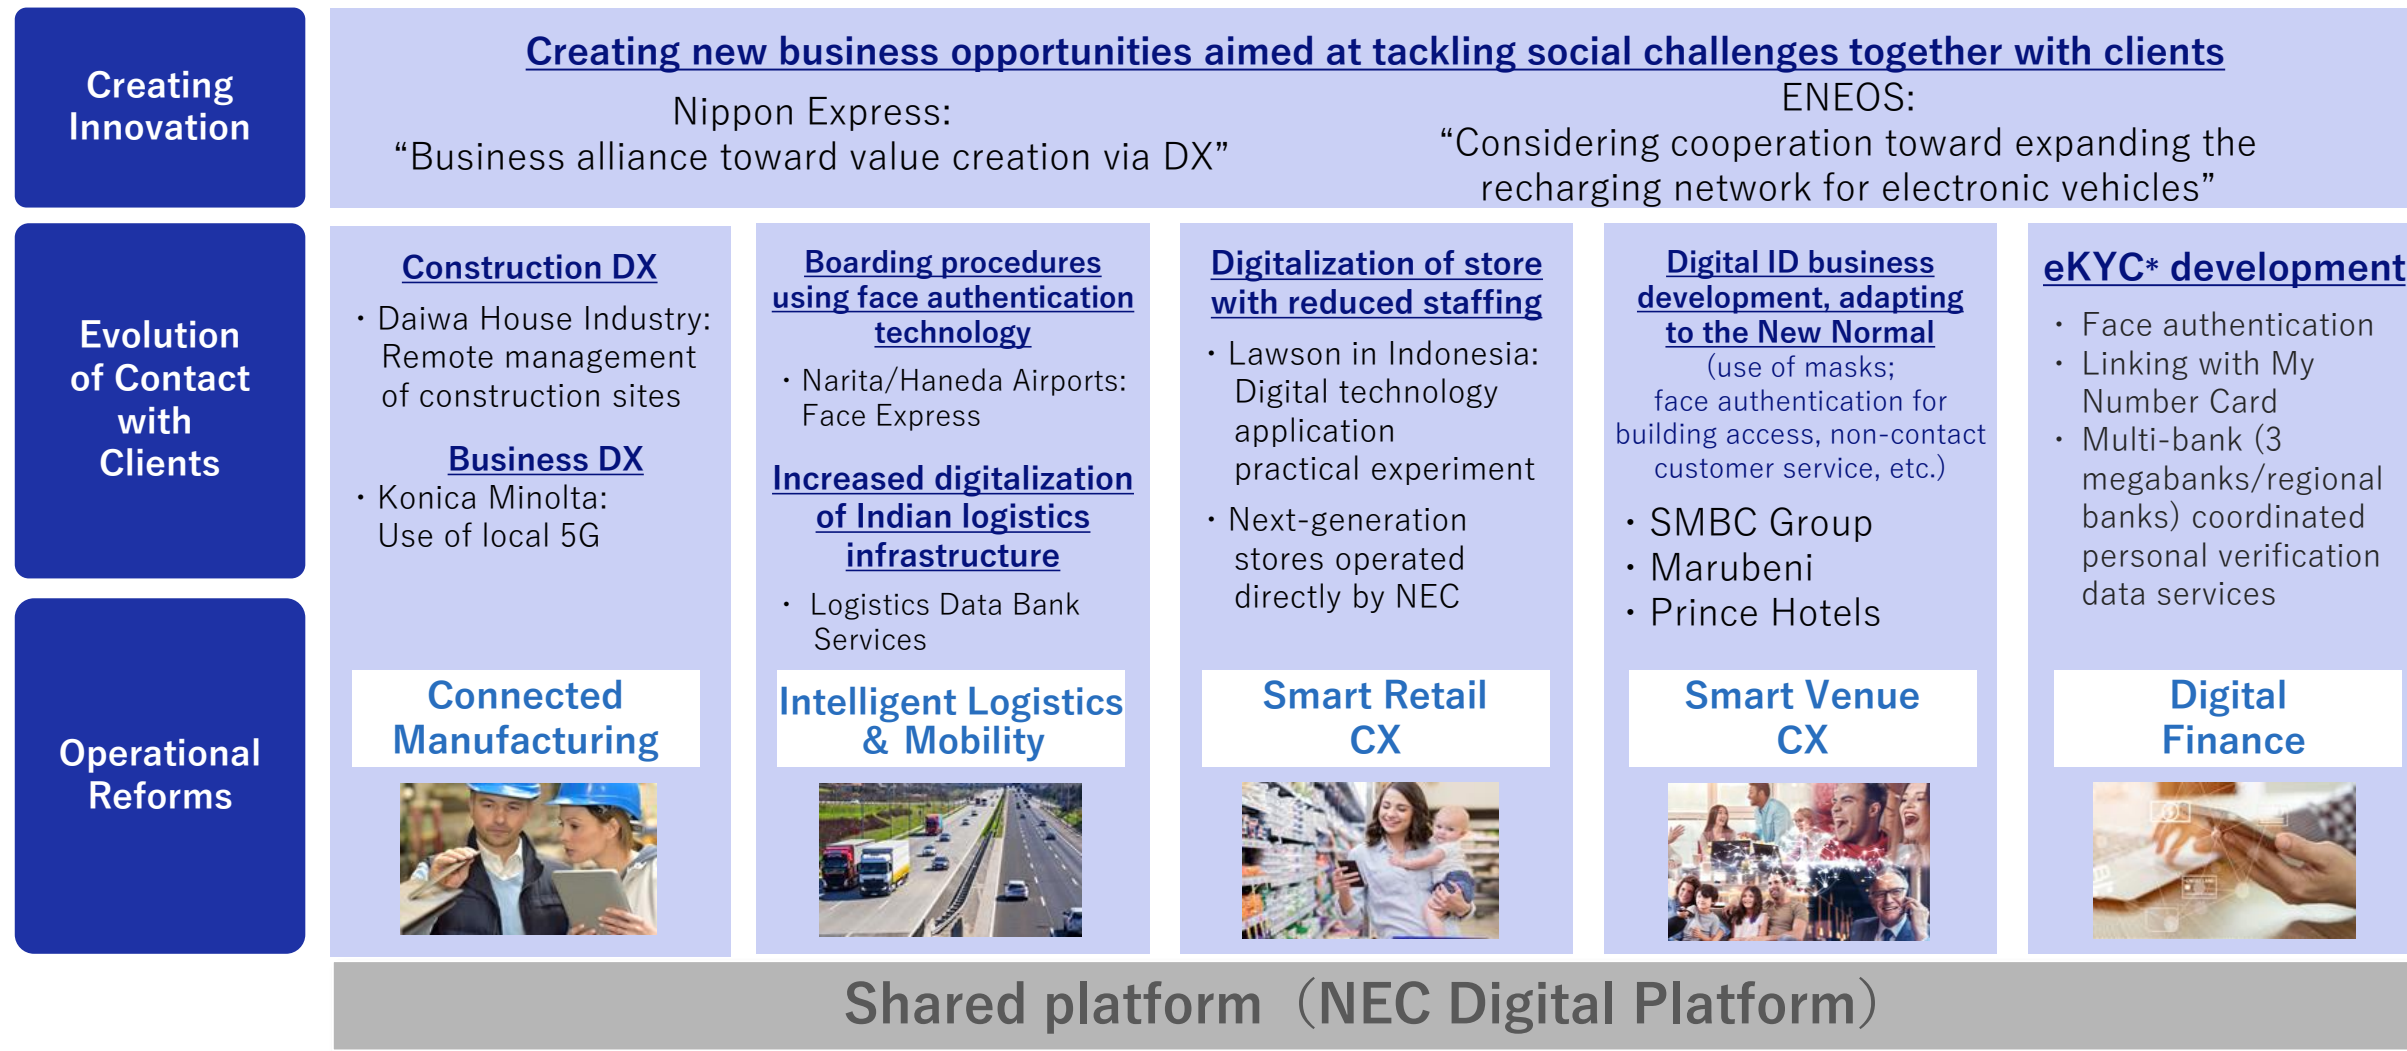 Creating
Innovation
Creating new business opportunities aimed at tackling social challenges together with clients
Nippon Express:
“Business alliance toward value creation via DX”
ENEOS:
“Considering cooperation toward expanding the
recharging network for electronic vehicles”
Evolution
of Contact
with
Clients
Operational
Reforms
Construction DX
・Daiwa House Industry:
Remote management
of construction sites
Business DX
・Konica Minolta:
Use of local 5G
Connected
Manufacturing
Boarding procedures
using face authentication
technology
・Narita/Haneda Airports:
Face Express
Increased digitalization
of Indian logistics
infrastructure
・ Logistics Data Bank
Services
Intelligent Logistics
& Mobility
Digitalization of store
with reduced staffing
・Lawson in Indonesia:
Digital technology
application
practical experiment
・Next-generation
stores operated
directly by NEC
Smart Retail
CX
Digital ID business
development, adapting
to the New Normal
(use of masks;
face authentication for
building access, non-contact
customer service, etc.)
・SMBC Group
・Marubeni
・Prince Hotels
Smart Venue
CX
eKYC* development
・ Face authentication
・ Linking with My
Number Card
・ Multi-bank (3
megabanks/regional
banks) coordinated
personal verification
data services
Digital
Finance
Shared platform（NEC Digital Platform）